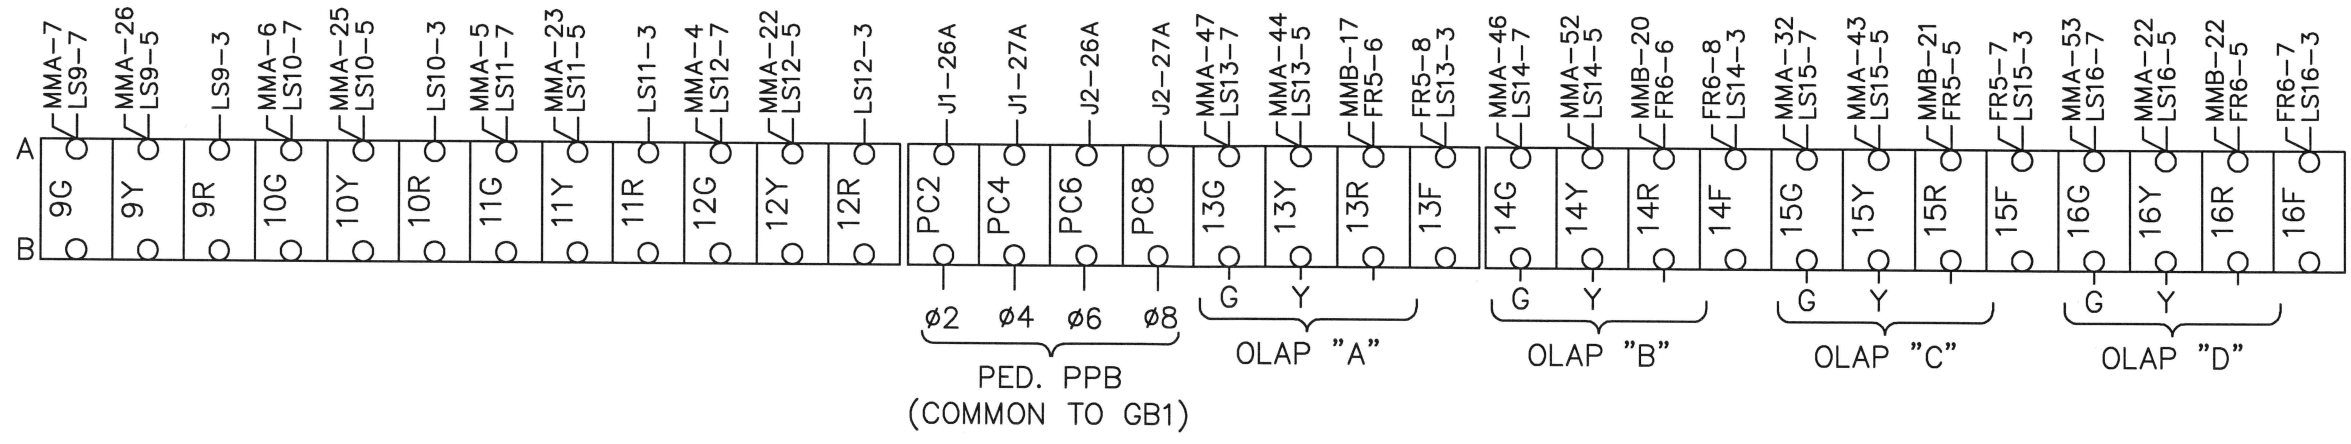 MMA-7
LS9-7
MMA-26
LS9-5
LS9-3
MMA-6
LS10-7
MMA-25
LS10-5
LS10-3
MMA-5
LS11-7
MMA-23
LS11-5
LS11-3
MMA-4
LS12-7
MMA-22
LS12-5
LS12-3
J1-26A
J1-27A
J2-26A
J2-27A
MMA-47
LS13-7
MMA-44
LS13-5
MMB-17
FR5-6
FR5-8
LS13-3
MMA-46
LS14-7
MMA-52
LS14-5
MMB-20
FR6-6
FR6-8
LS14-3
MMA-32
LS15-7
MMA-43
LS15-5
MMB-21
FR5-5
FR5-7
LS15-3
MMA-53
LS16-7
MMA-22
LS16-5
MMB-22
FR6-5
FR6-7
LS16-3
A
9G
9Y
9R
10G
10Y
10R
11G
11Y
11R
12G
12Y
12R
PC2
PC4
PC6
PC8
13G
13Y
13R
13F
14G
14Y
14R
14F
15G
15Y
15R
15F
16G
16Y
16R
16F
B
ø2
ø4
ø6
ø8
G
Y
G
Y
G
Y
G
Y
PED. PPB
(COMMON TO GB1)
OLAP "A"
OLAP "B"
OLAP "C"
OLAP "D"